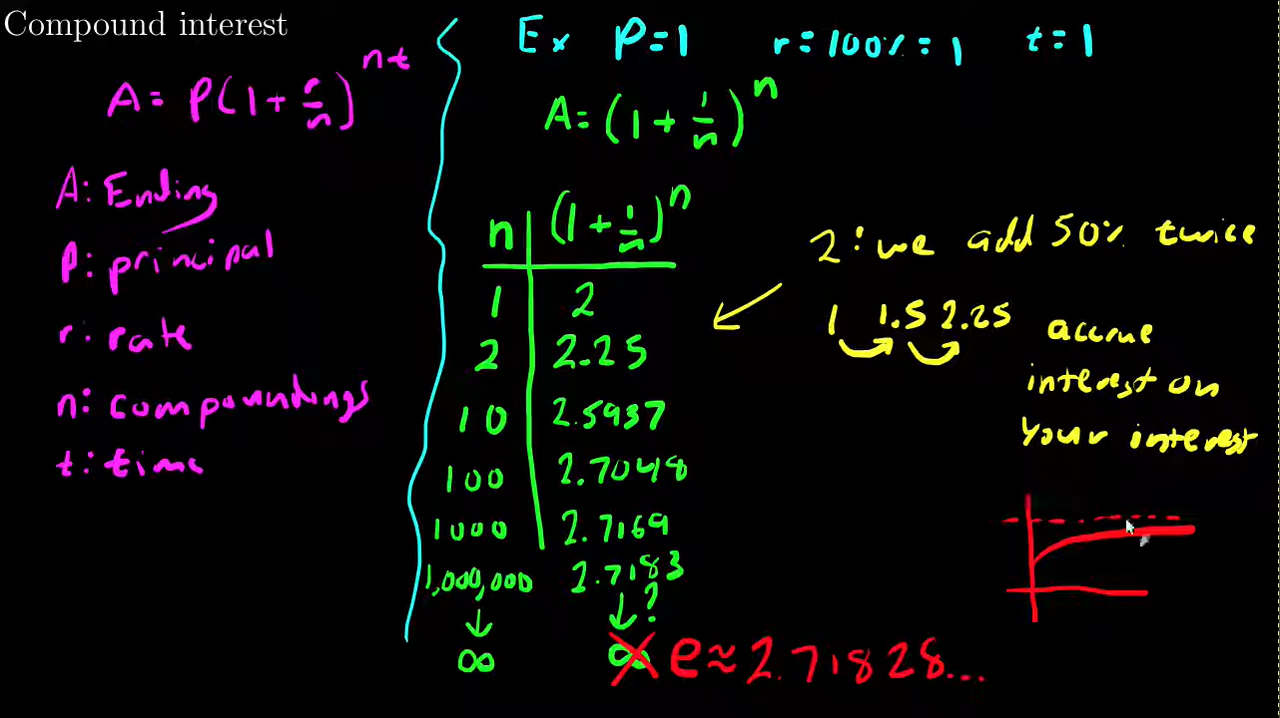 Compound interest
A = P(1 + r/n)^nt
A: Ending
P: principal
r: rate
n: compoundings
t: time
Ex P=1 r=100%=1 t=1
A = (1 + 1/n)^n
n | (1 + 1/n)^n
1 | 2
2 | 2.25
10 | 2.5937
100 | 2.7048
1000 | 2.7169
1,000,000 2.7183
↓ ↓ ?
∞ ∞ e ≈ 2.71828...
2: we add 50% twice
1 1.5 2.25
accrue
interest on
your interest